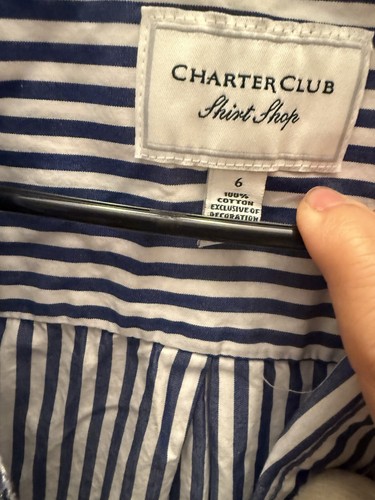 CHARTER CLUB
Shirt Shop
6
100%
COTTON
EXCLUSIVE OF
DECORATION